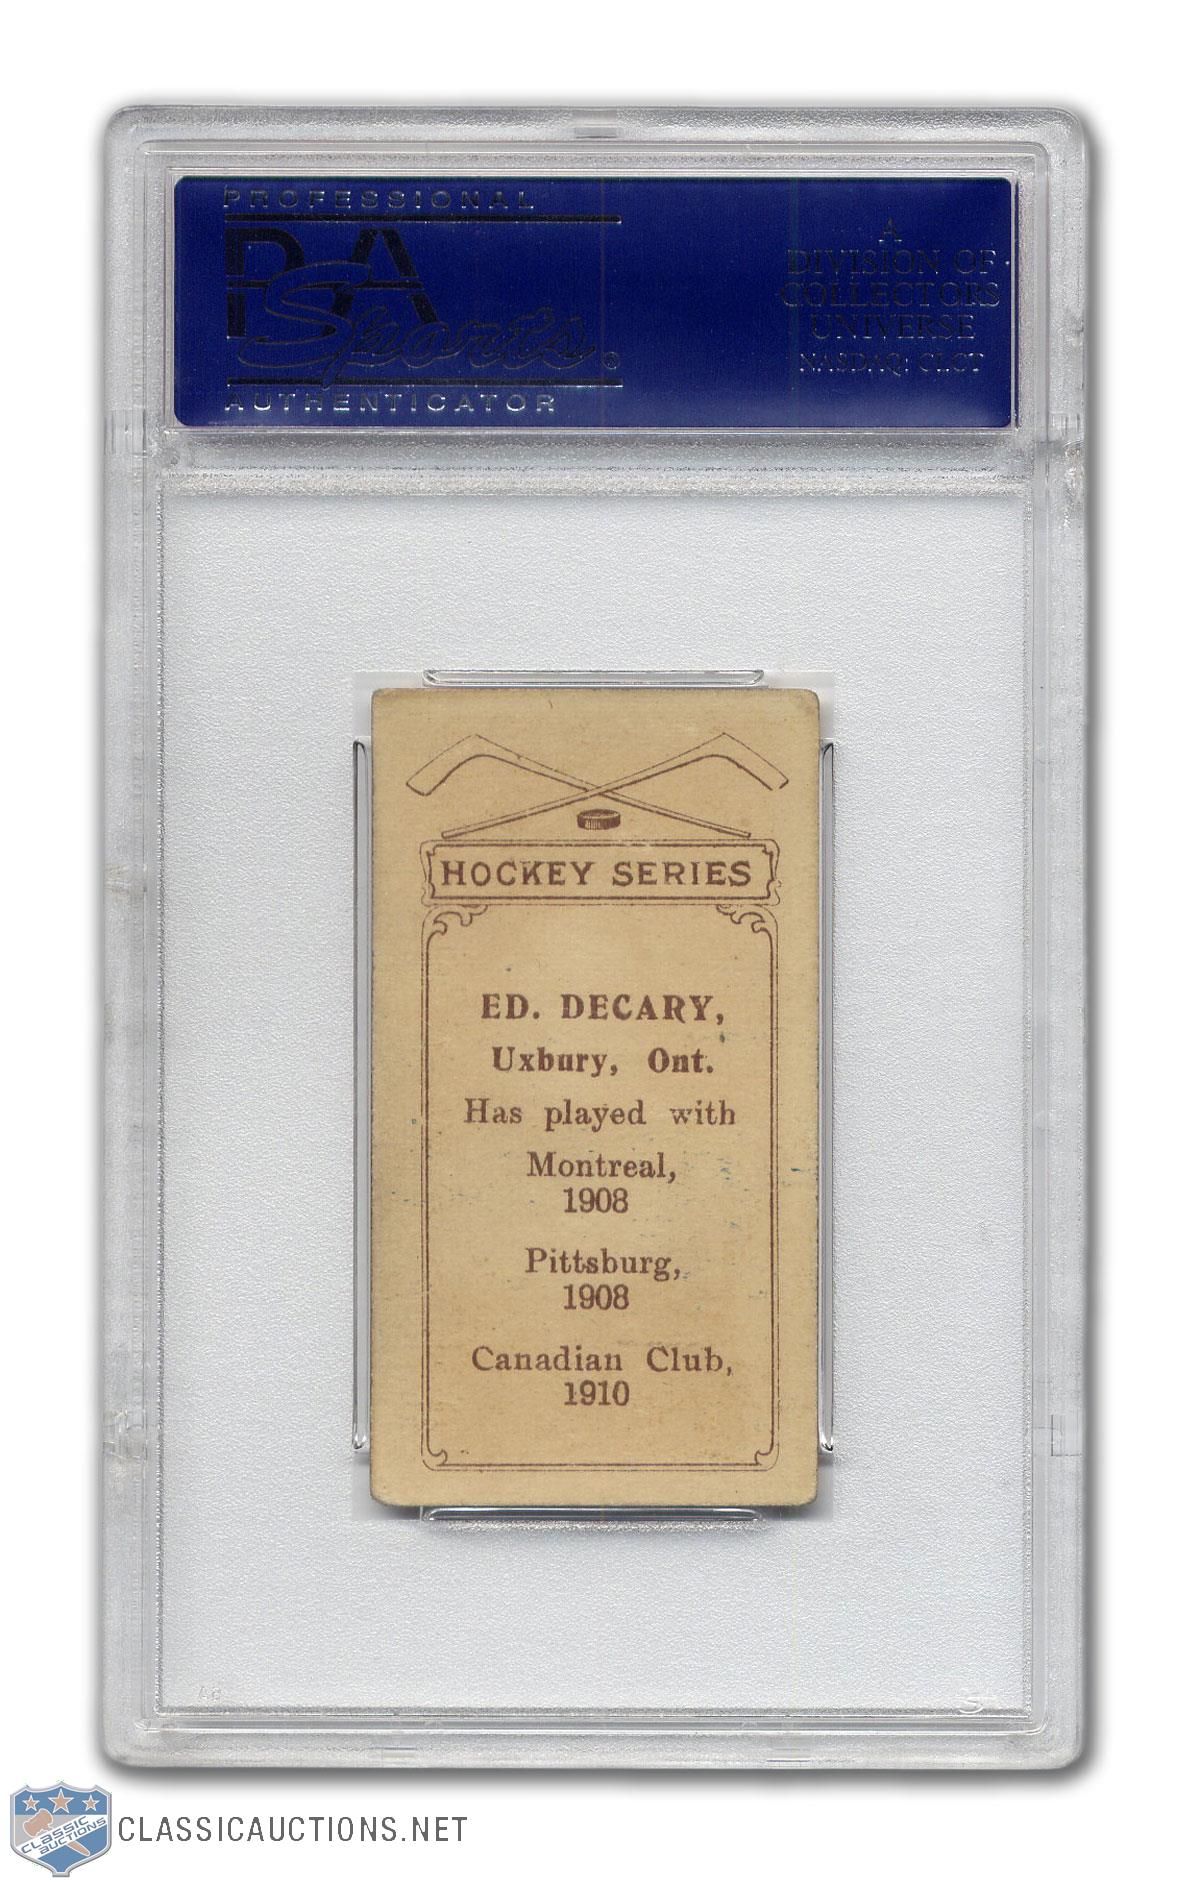 PROFESSIONAL
PSA
Sports®
AUTHENTICATOR
A
DIVISION OF
COLLECTORS
UNIVERSE
NASDAQ: CLCT
HOCKEY SERIES
ED. DECARY,
Uxbury, Ont.
Has played with
Montreal,
1908
Pittsburg,
1908
Canadian Club,
1910
CLASSIC
AUCTIONS
CLASSICAUCTIONS.NET